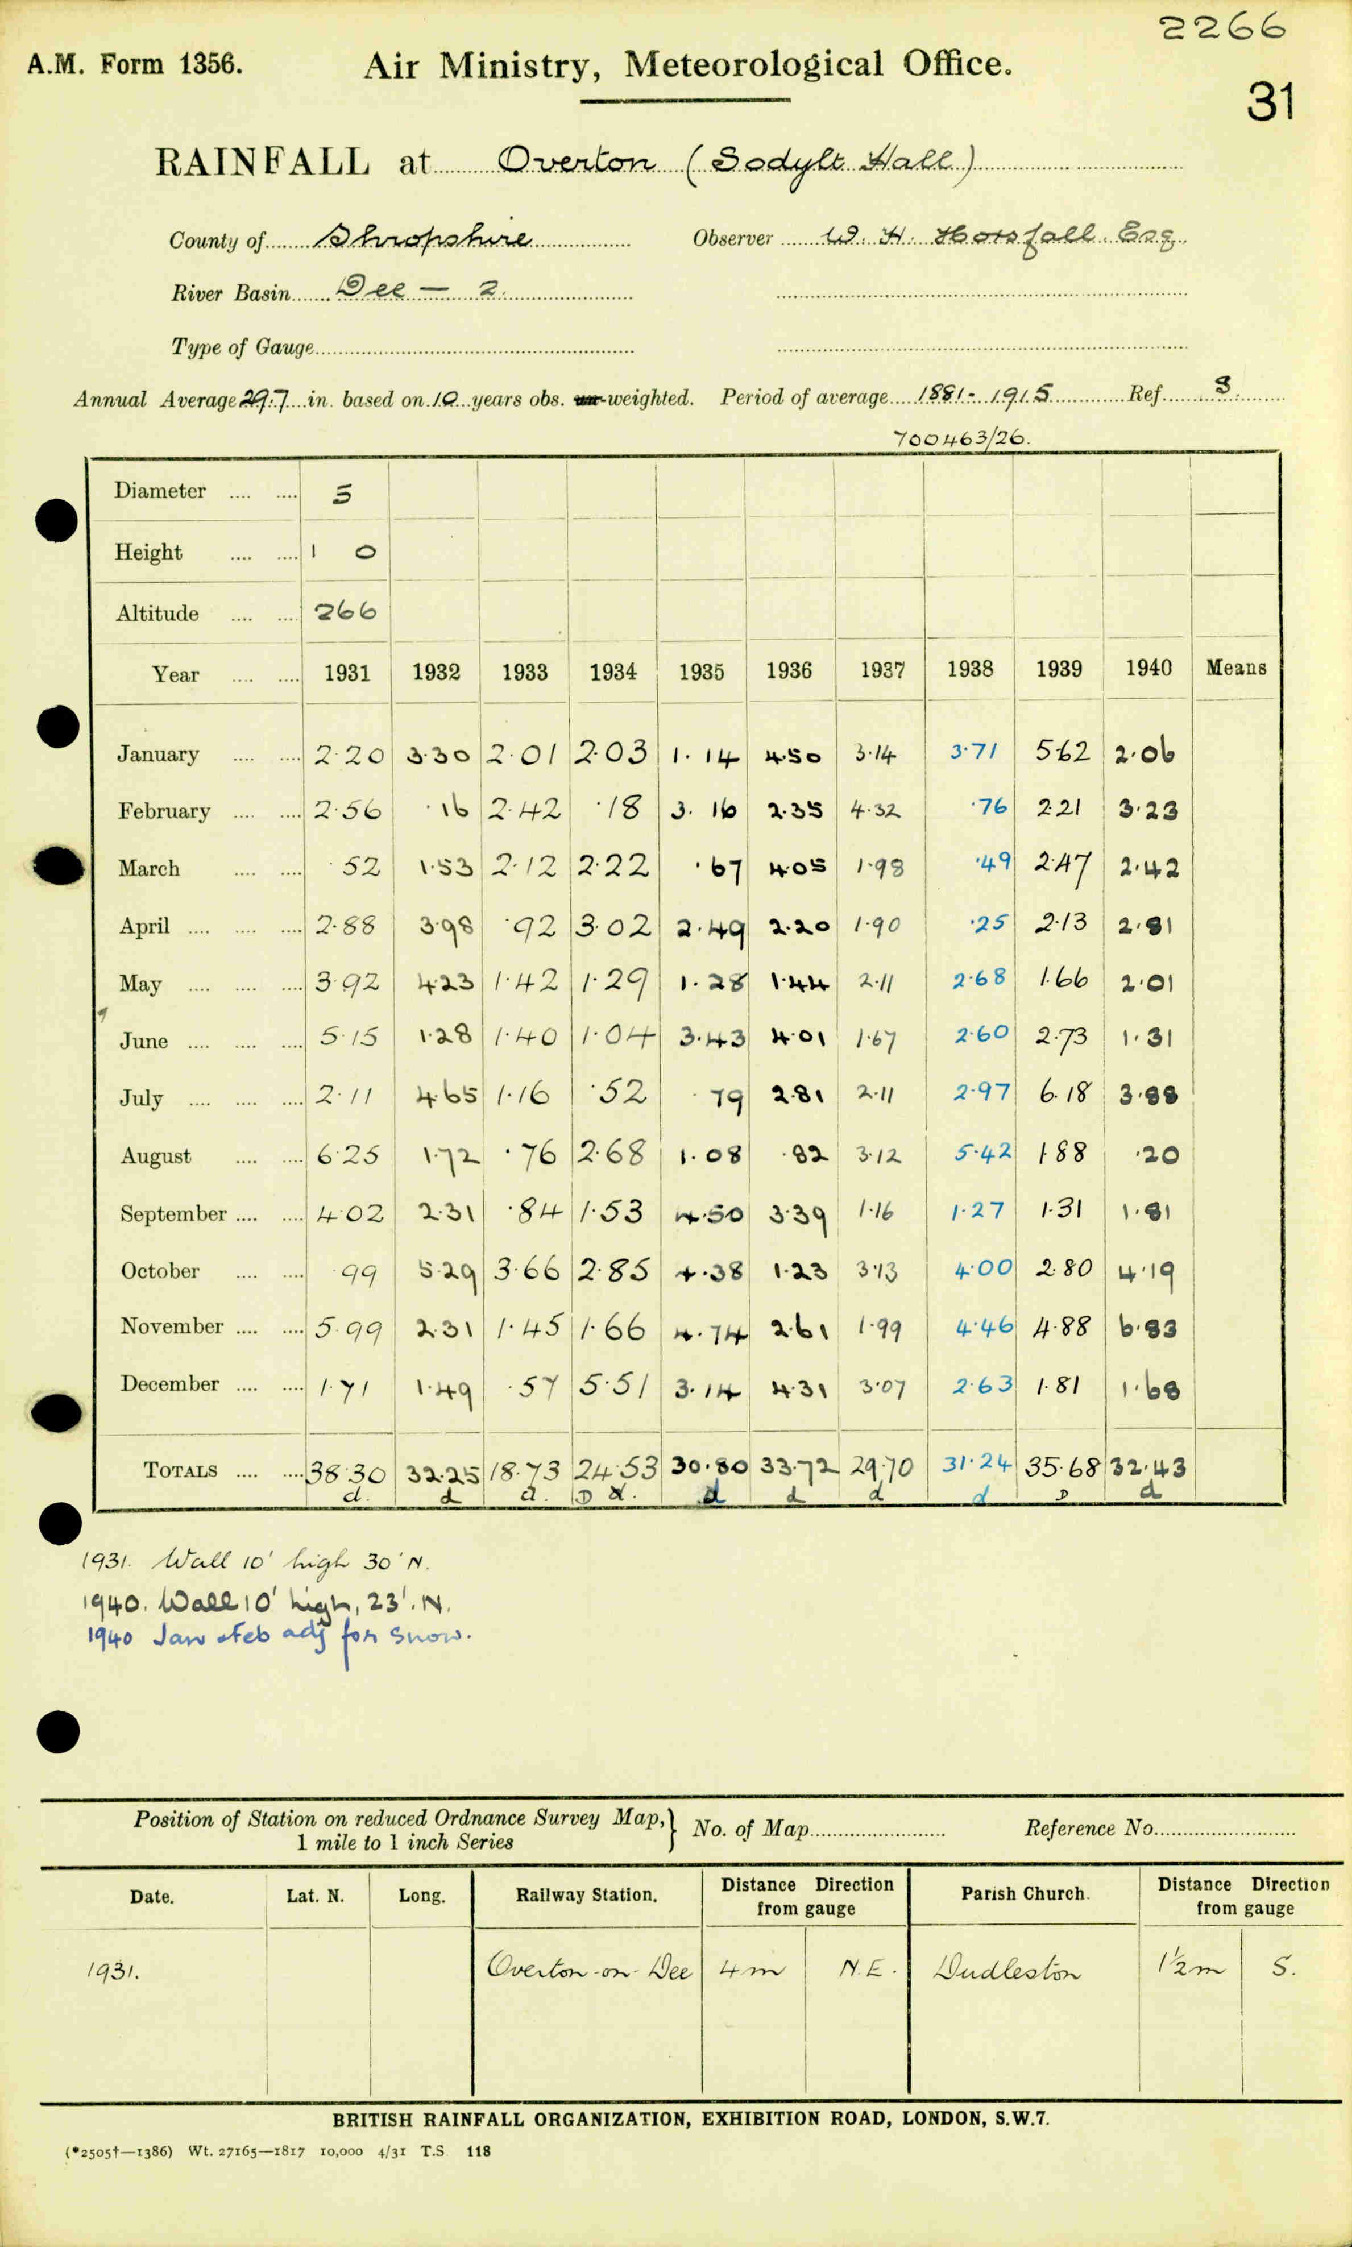 2266
A.M. Form 1356. Air Ministry, Meteorological Office.
31
RAINFALL at Overton (Sodylt Hall)
County of Shropshire Observer W. H. Horsfall Esq.
River Basin Dee — 2.
Type of Gauge
Annual Average 29.7 in. based on 10 years obs. weighted. Period of average 1881 - 1915 Ref. 3.
700463/26.
Diameter .... .... 5
Height .... .... 1 0
Altitude .... .... 266
Year .... .... 1931 1932 1933 1934 1935 1936 1937 1938 1939 1940 Means
January .... .... 2.20 3.30 2.01 2.03 1.14 4.50 3.14 3.71 5.62 2.06
February .... .... 2.56 .16 2.42 .18 3.16 2.35 4.32 .76 2.21 3.23
March .... .... .52 1.53 2.12 2.22 .67 4.05 1.98 .49 2.47 2.42
April .... .... .... 2.88 3.98 .92 3.02 2.49 2.20 1.90 .25 2.13 2.81
May .... .... .... 3.92 4.23 1.42 1.29 1.28 1.44 2.11 2.68 1.66 2.01
June .... .... .... 5.15 1.28 1.40 1.04 3.43 4.01 1.67 2.60 2.73 1.31
July .... .... .... 2.11 4.65 1.16 .52 .79 2.81 2.11 2.97 6.18 3.88
August .... .... 6.25 1.72 .76 2.68 1.08 .82 3.12 5.42 1.88 .20
September .... .... 4.02 2.31 .84 1.53 4.50 3.39 1.16 1.27 1.31 1.81
October .... .... .99 5.29 3.66 2.85 4.38 1.23 3.13 4.00 2.80 4.19
November .... .... 5.99 2.31 1.45 1.66 4.74 2.61 1.99 4.46 4.88 6.83
December .... .... 1.71 1.49 .57 5.51 3.14 4.31 3.07 2.63 1.81 1.68
TOTALS .... .... 38.30 32.25 18.73 24.53 30.80 33.72 29.70 31.24 35.68 32.43
d. d d. D d. d d d d D d
1931. Wall 10' high 30' N.
1940. Wall 10' high, 23'. N.
1940 Jan & Feb adj for snow.
Position of Station on reduced Ordnance Survey Map, } No. of Map Reference No.
1 mile to 1 inch Series
Date. Lat. N. Long. Railway Station. Distance Direction from gauge Parish Church. Distance Direction from gauge
1931. Overton-on-Dee 4m N.E. Dudleston 1½m S.
BRITISH RAINFALL ORGANIZATION, EXHIBITION ROAD, LONDON, S.W.7.
(*2505†—1386) Wt. 27165—1817 10,000 4/31 T.S. 118